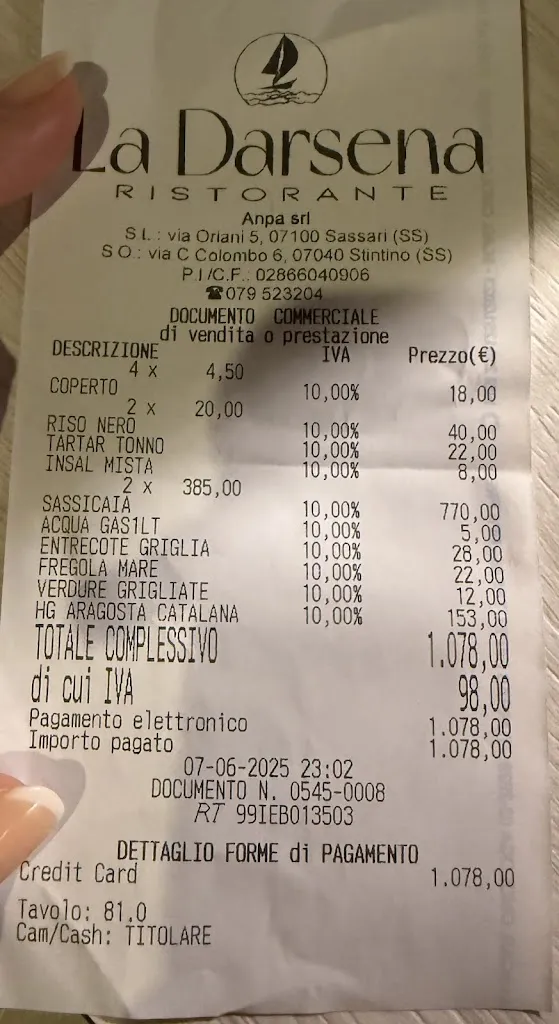 La Darsena
RISTORANTE
Anpa srl
S.L.: via Oriani 5, 07100 Sassari (SS)
S.O.: via C Colombo 6, 07040 Stintino (SS)
P.I/C.F.: 02866040906
☎079 523204
DOCUMENTO COMMERCIALE
di vendita o prestazione
DESCRIZIONE IVA Prezzo(€)
4 x 4,50
COPERTO 10,00% 18,00
2 x 20,00
RISO NERO 10,00% 40,00
TARTAR TONNO 10,00% 22,00
INSAL MISTA 10,00% 8,00
2 x 385,00
SASSICAIA 10,00% 770,00
ACQUA GAS1LT 10,00% 5,00
ENTRECOTE GRIGLIA 10,00% 28,00
FREGOLA MARE 10,00% 22,00
VERDURE GRIGLIATE 10,00% 12,00
HG ARAGOSTA CATALANA 10,00% 153,00
TOTALE COMPLESSIVO 1.078,00
di cui IVA 98,00
Pagamento elettronico 1.078,00
Importo pagato 1.078,00
07-06-2025 23:02
DOCUMENTO N. 0545-0008
RT 99IEB013503
DETTAGLIO FORME di PAGAMENTO
Credit Card 1.078,00
Tavolo: 81.0
Cam/Cash: TITOLARE